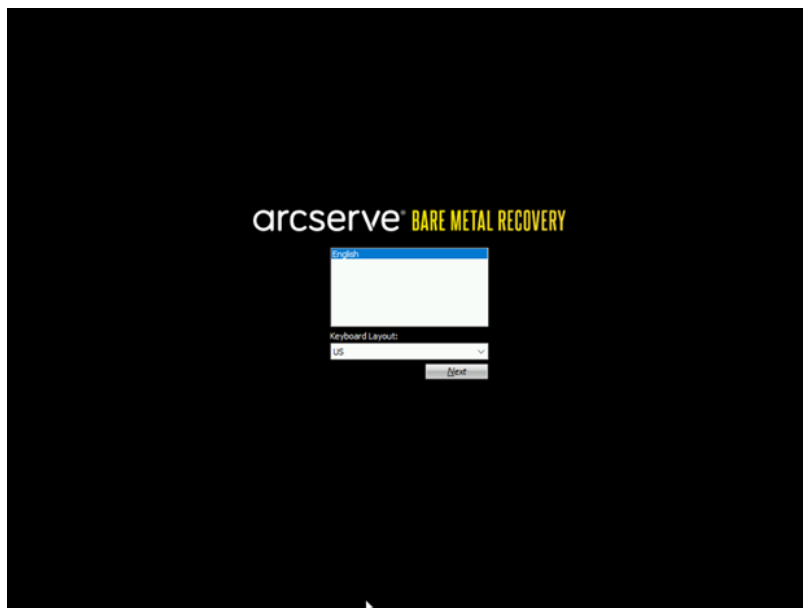 arcserve® BARE METAL RECOVERY
English
Keyboard Layout:
US
Next